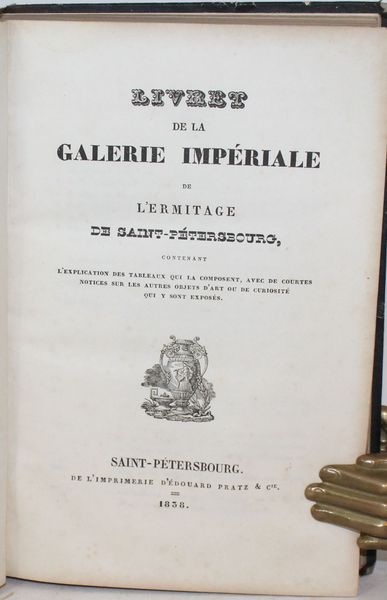 LIVRET
DE LA
GALERIE IMPÉRIALE
DE
L'ERMITAGE
DE SAINT-PÉTERSBOURG,
CONTENANT
L'EXPLICATION DES TABLEAUX QUI LA COMPOSENT, AVEC DE COURTES
NOTICES SUR LES AUTRES OBJETS D'ART OU DE CURIOSITÉ
QUI Y SONT EXPOSÉS.
SAINT-PÉTERSBOURG.
DE L'IMPRIMERIE D'ÉDOUARD PRATZ & CIE.
1838.